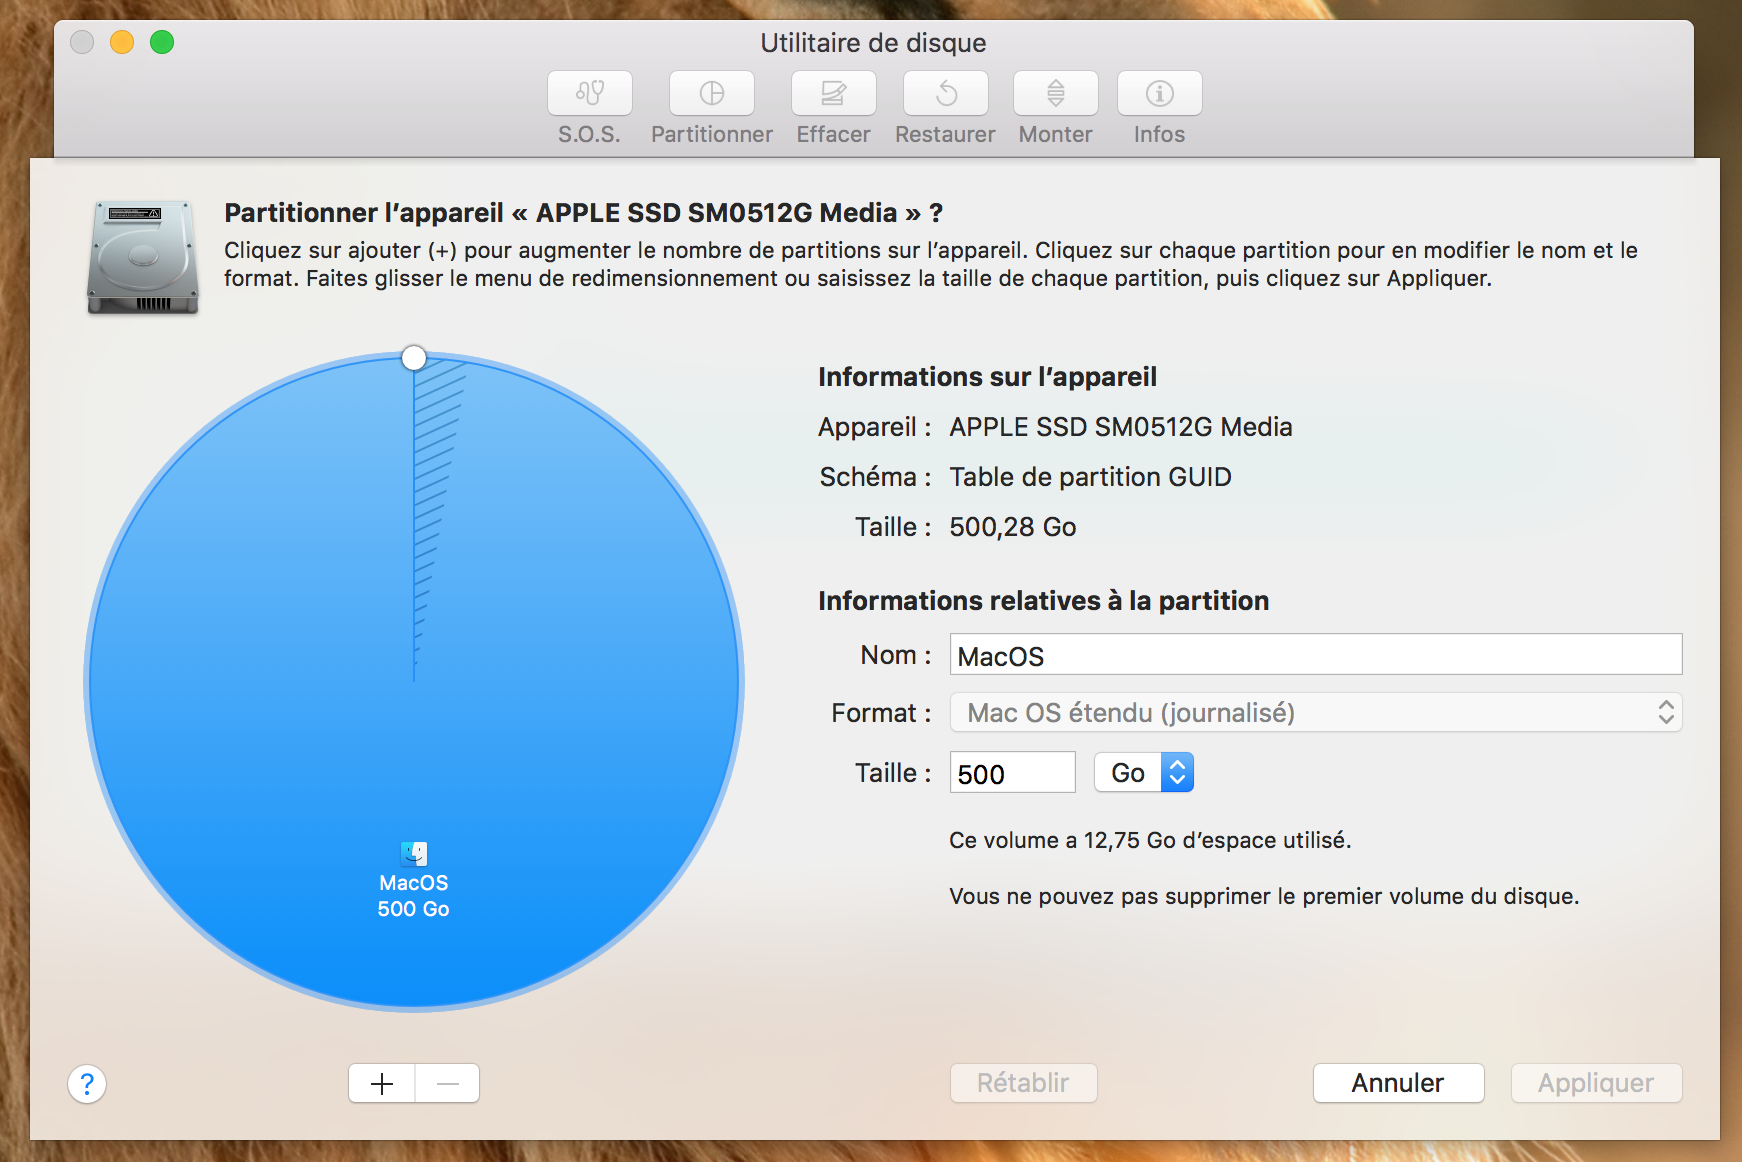 Utilitaire de disque
S.O.S.
Partitionner
Effacer
Restaurer
Monter
Infos
Partitionner l’appareil « APPLE SSD SM0512G Media » ?
Cliquez sur ajouter (+) pour augmenter le nombre de partitions sur l’appareil. Cliquez sur chaque partition pour en modifier le nom et le
format. Faites glisser le menu de redimensionnement ou saisissez la taille de chaque partition, puis cliquez sur Appliquer.
MacOS
500 Go
Informations sur l’appareil
Appareil : APPLE SSD SM0512G Media
Schéma : Table de partition GUID
Taille : 500,28 Go
Informations relatives à la partition
Nom : MacOS
Format : Mac OS étendu (journalisé)
Taille : 500 Go
Ce volume a 12,75 Go d’espace utilisé.
Vous ne pouvez pas supprimer le premier volume du disque.
?
Rétablir
Annuler
Appliquer